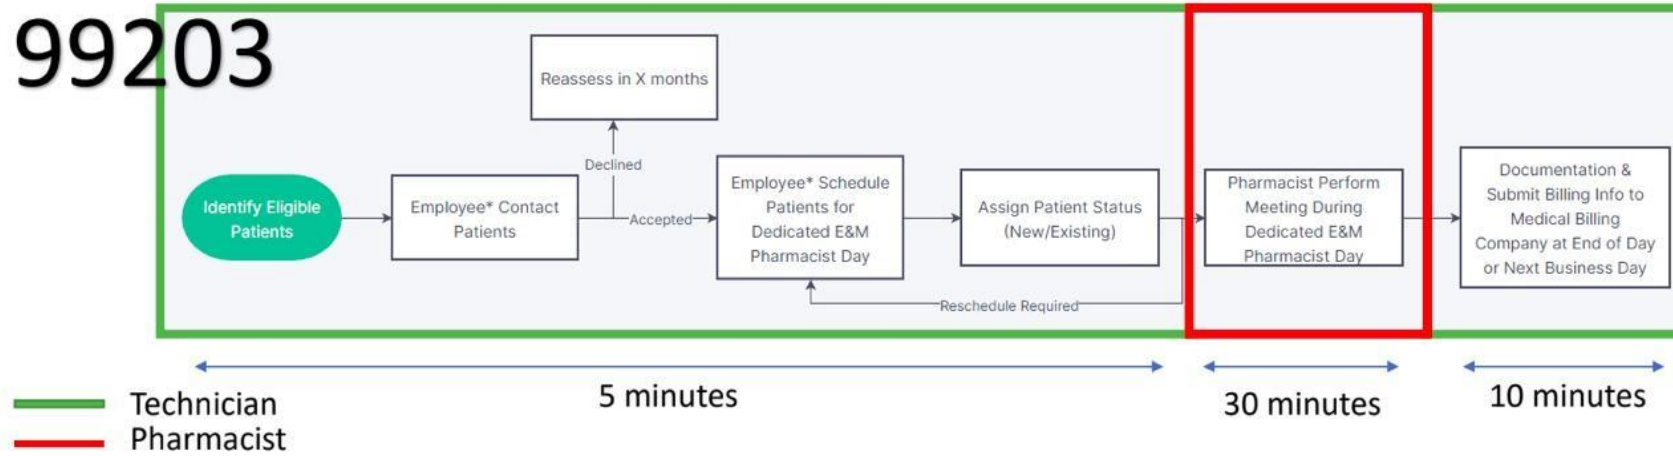 99203
Reassess in X months
Declined
Identify Eligible
Patients
Employee* Contact
Patients
Accepted
Employee* Schedule
Patients for
Dedicated E&M
Pharmacist Day
Assign Patient Status
(New/Existing)
Reschedule Required
Pharmacist Perform
Meeting During
Dedicated E&M
Pharmacist Day
Documentation &
Submit Billing Info to
Medical Billing
Company at End of Day
or Next Business Day
5 minutes
30 minutes
10 minutes
Technician
Pharmacist